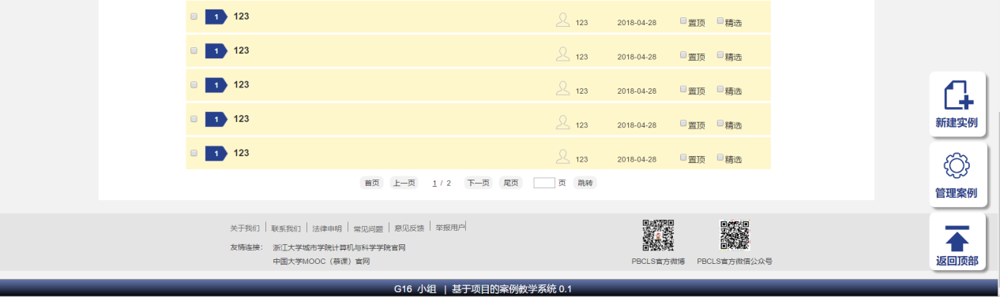 1 123 123 2018-04-28 置顶 精选
1 123 123 2018-04-28 置顶 精选
1 123 123 2018-04-28 置顶 精选
1 123 123 2018-04-28 置顶 精选
1 123 123 2018-04-28 置顶 精选
首页 上一页 1 / 2 下一页 尾页 页 跳转
新建实例
管理案例
返回顶部
关于我们 联系我们 法律申明 常见问题 意见反馈 举报用户
友情连接： 浙江大学城市学院计算机与科学学院官网
中国大学MOOC（慕课）官网
PBCLS官方微博 PBCLS官方微信公众号
G16 小组 | 基于项目的案例教学系统 0.1